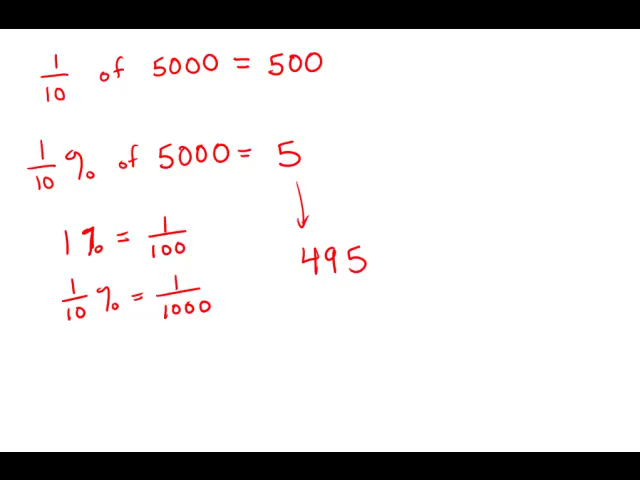 1/10 of 5000 = 500
1/10 % of 5000 = 5
1% = 1/100
495
1/10 % = 1/1000